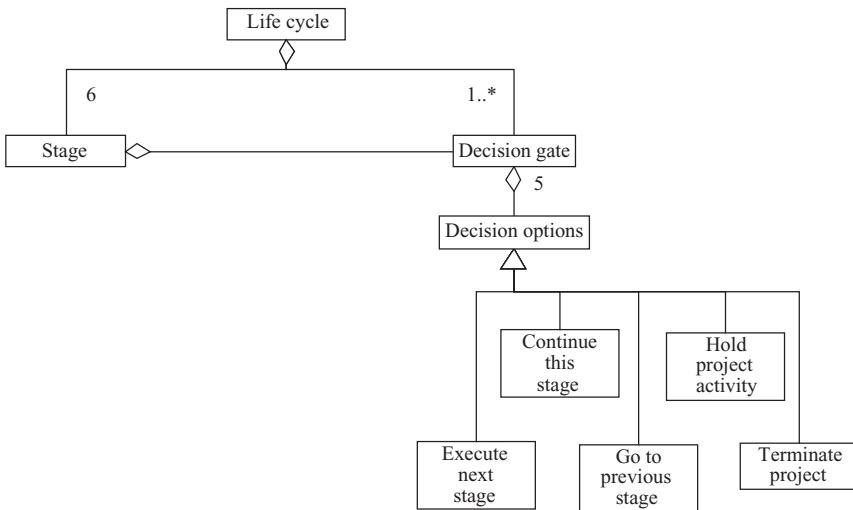 Life cycle
6
1..*
Stage
Decision gate
5
Decision options
Continue
this
stage
Hold
project
activity
Execute
next
stage
Go to
previous
stage
Terminate
project